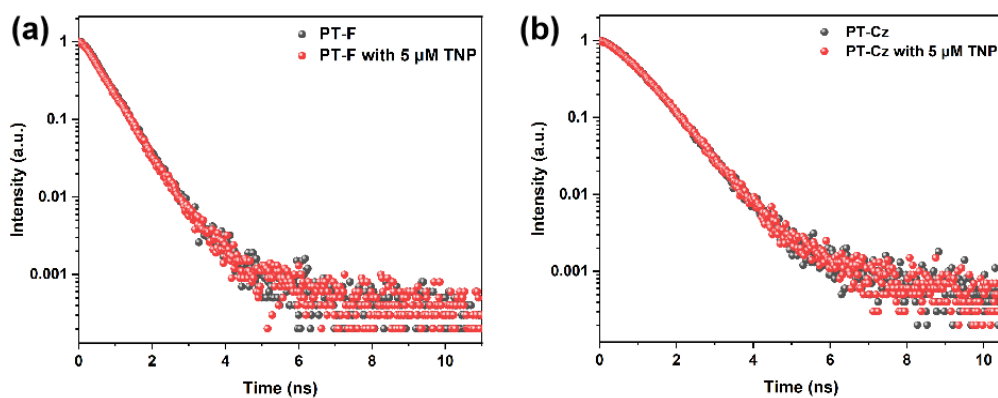 (a)
PT-F
PT-F with 5 μM TNP
Intensity (a.u.)
1
0.1
0.01
0.001
0 2 4 6 8 10
Time (ns)
(b)
PT-Cz
PT-Cz with 5 μM TNP
Intensity (a.u.)
1
0.1
0.01
0.001
0 2 4 6 8 10
Time (ns)